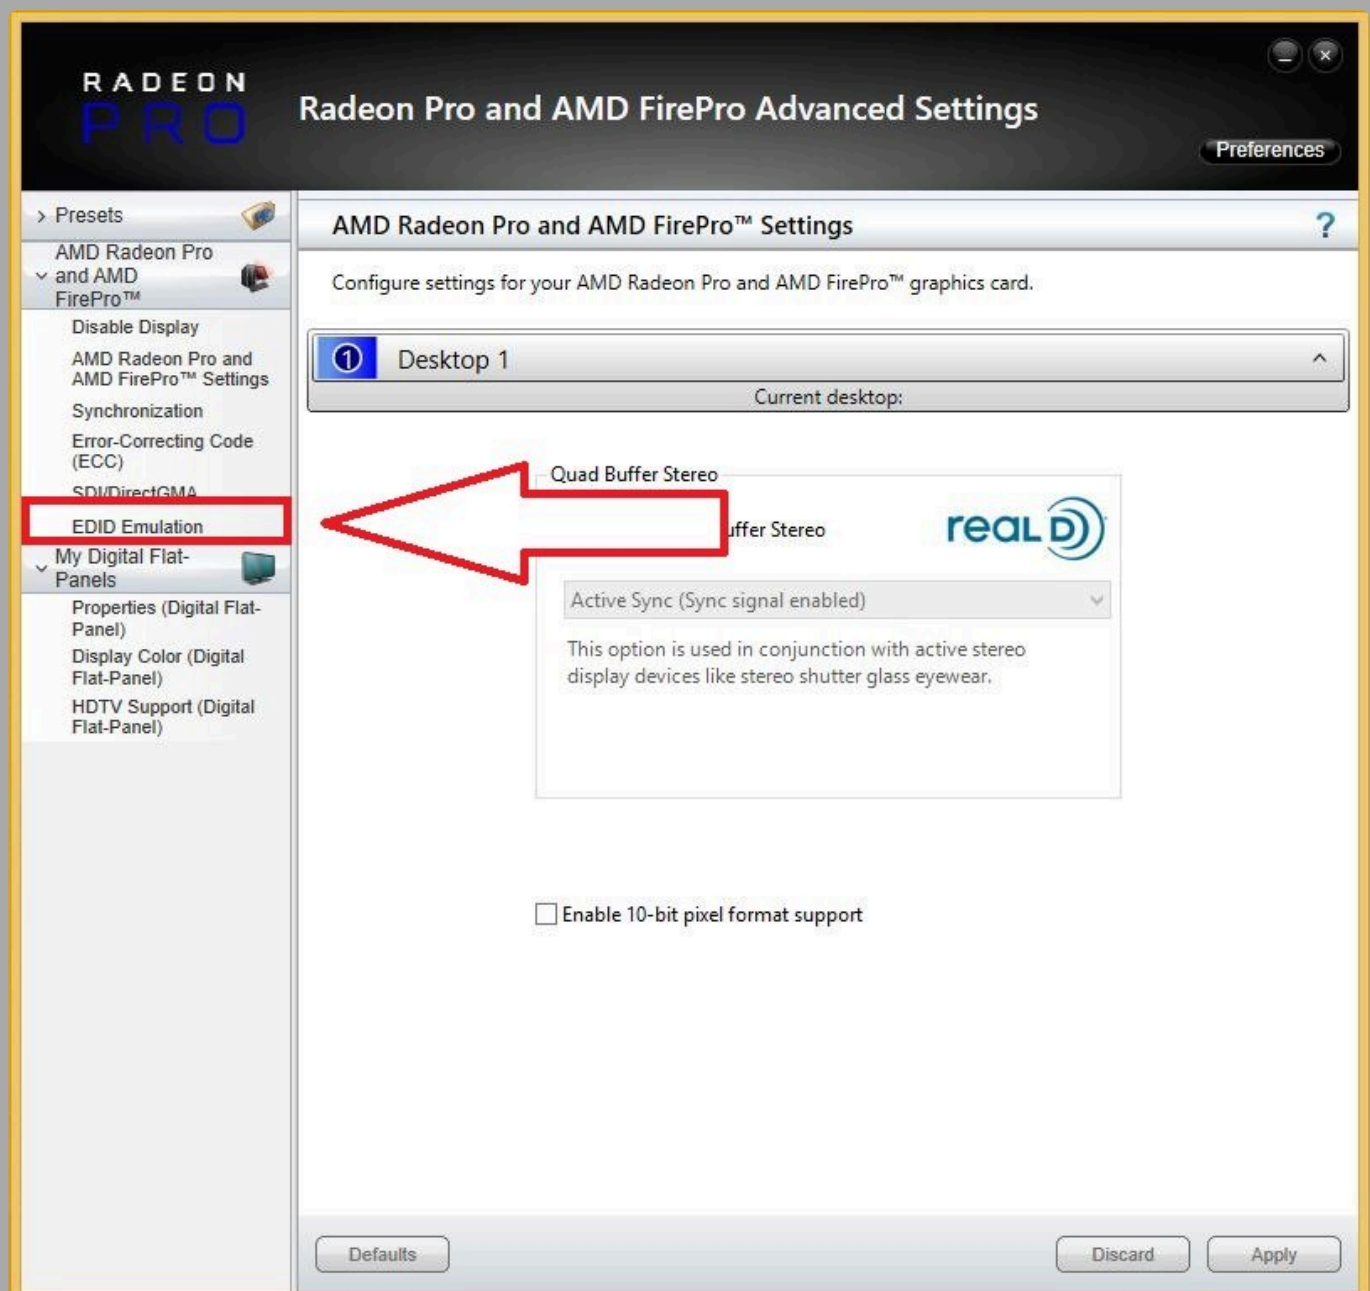 RADEON
PRO
Radeon Pro and AMD FirePro Advanced Settings
Preferences
Presets
AMD Radeon Pro
and AMD
FirePro™
Disable Display
AMD Radeon Pro and
AMD FirePro™ Settings
Synchronization
Error-Correcting Code
(ECC)
SDI/DirectGMA
EDID Emulation
My Digital Flat-
Panels
Properties (Digital Flat-
Panel)
Display Color (Digital
Flat-Panel)
HDTV Support (Digital
Flat-Panel)
AMD Radeon Pro and AMD FirePro™ Settings
?
Configure settings for your AMD Radeon Pro and AMD FirePro™ graphics card.
1 Desktop 1
Current desktop:
Quad Buffer Stereo
uffer Stereo
REAL D
Active Sync (Sync signal enabled)
This option is used in conjunction with active stereo
display devices like stereo shutter glass eyewear.
Enable 10-bit pixel format support
Defaults
Discard
Apply